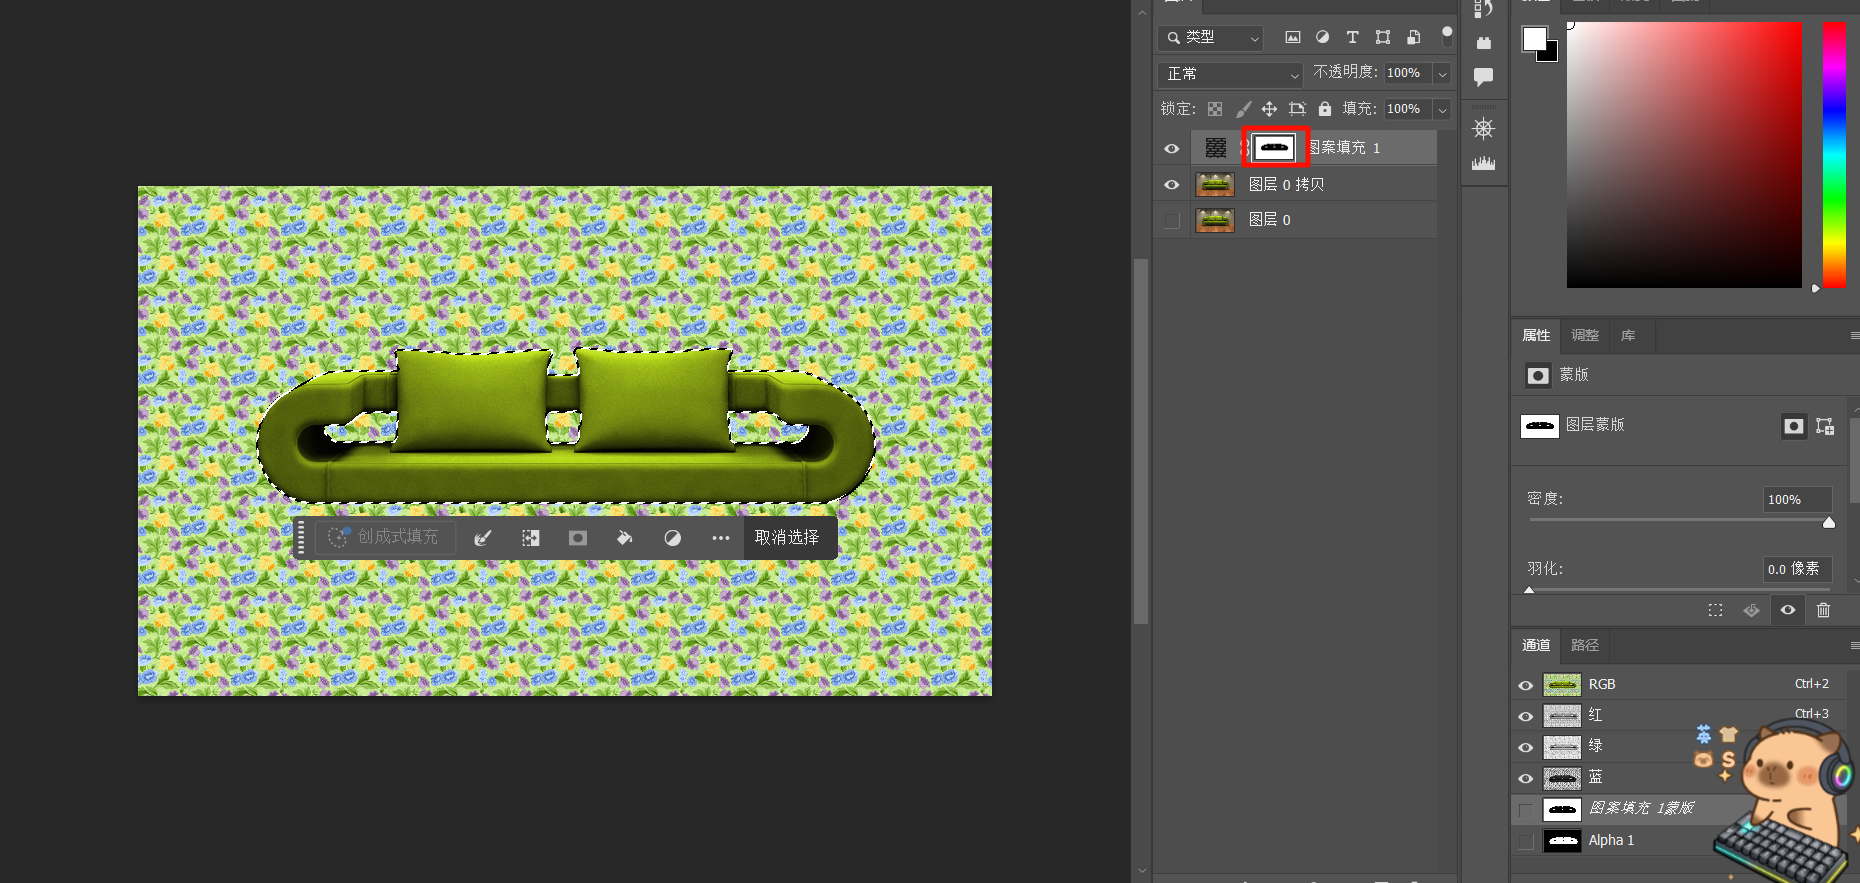 类型
正常
不透明度: 100%
锁定:
填充: 100%
图案填充 1
图层 0 拷贝
图层 0
创成式填充
取消选择
属性
调整
库
蒙版
图层蒙版
密度: 100%
羽化: 0.0 像素
通道
路径
RGB Ctrl+2
红 Ctrl+3
绿
蓝
图案填充 1蒙版
Alpha 1
英
S